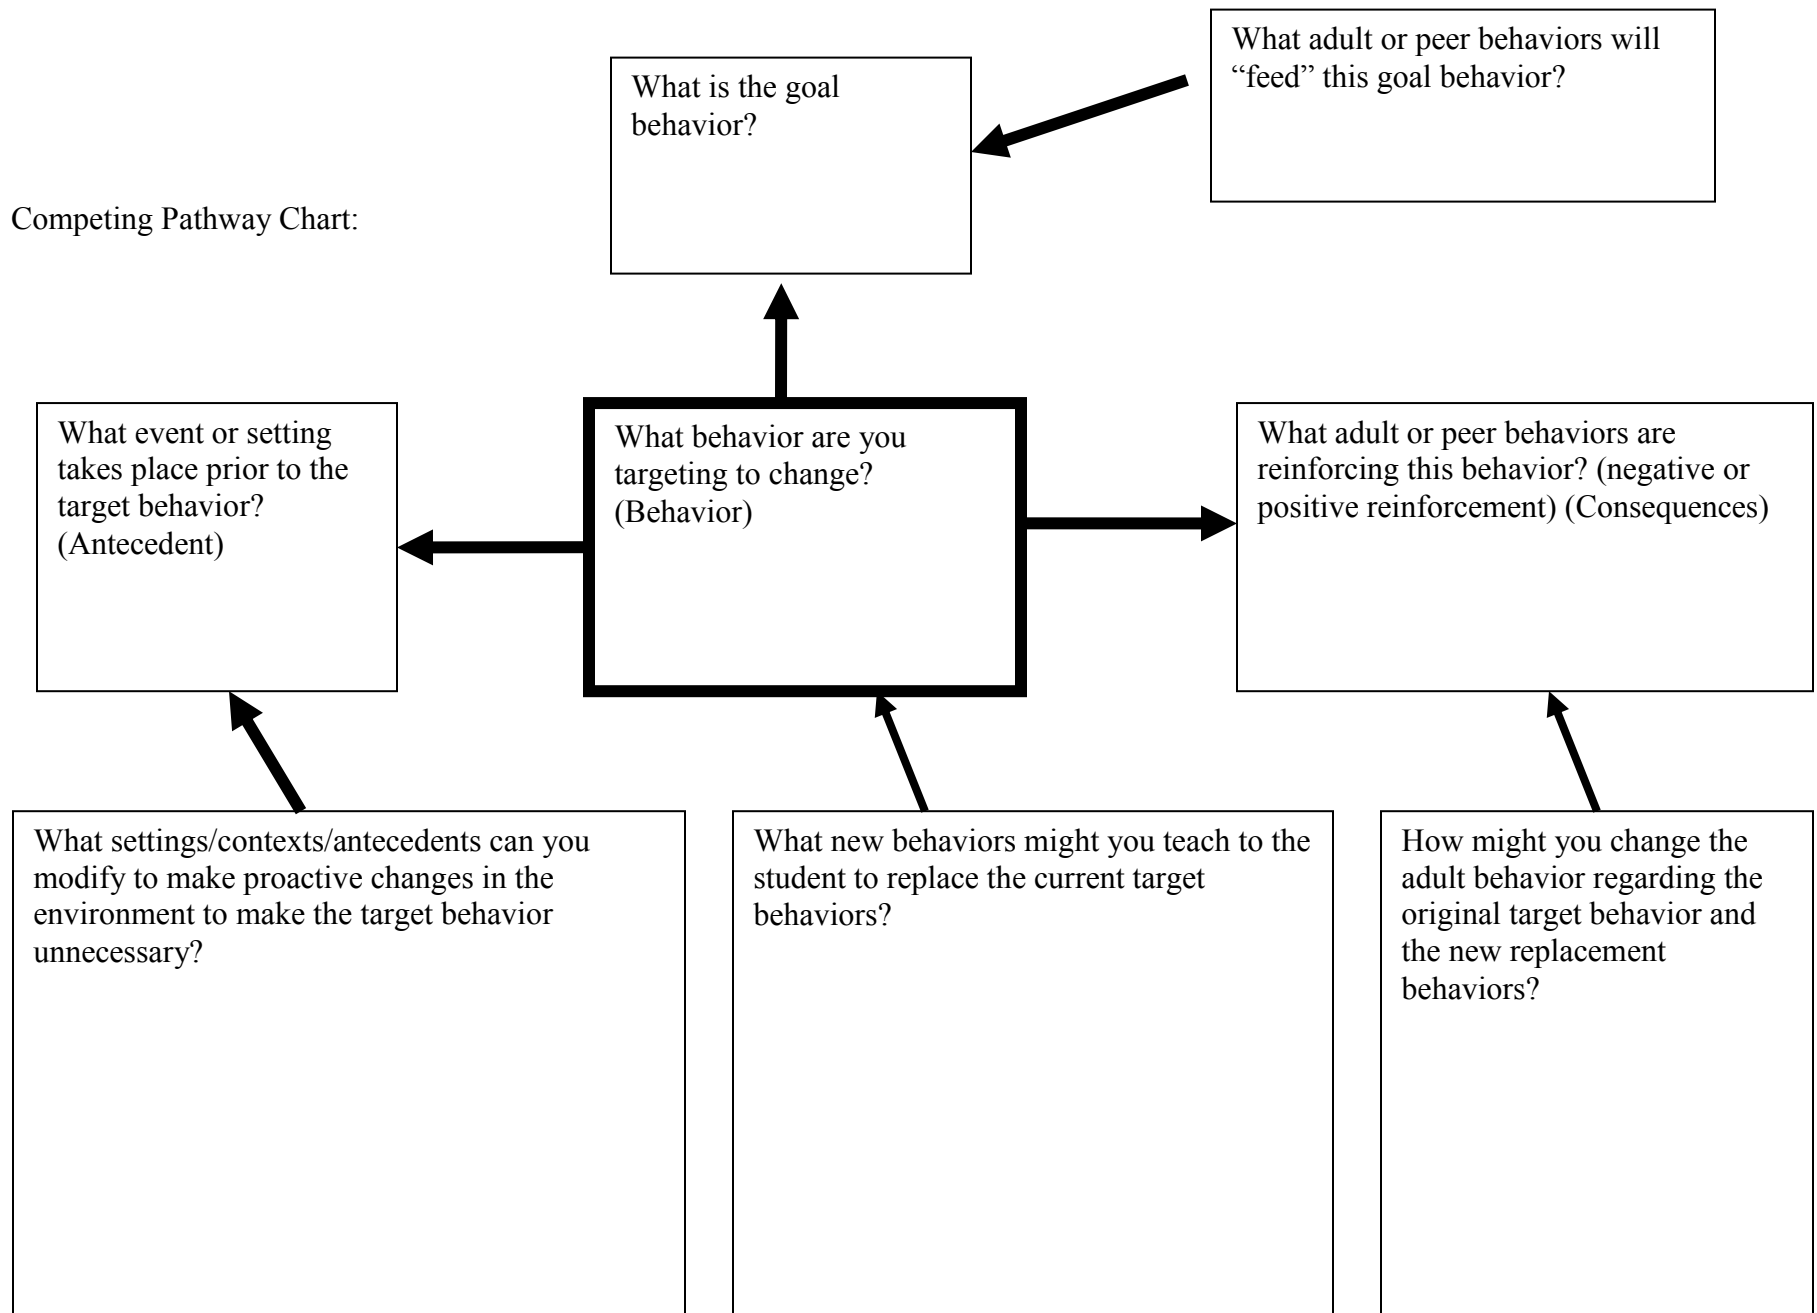 What adult or peer behaviors will
“feed” this goal behavior?
What is the goal
behavior?
Competing Pathway Chart:
What event or setting
takes place prior to the
target behavior?
(Antecedent)
What behavior are you
targeting to change?
(Behavior)
What adult or peer behaviors are
reinforcing this behavior? (negative or
positive reinforcement) (Consequences)
What settings/contexts/antecedents can you
modify to make proactive changes in the
environment to make the target behavior
unnecessary?
What new behaviors might you teach to the
student to replace the current target
behaviors?
How might you change the
adult behavior regarding the
original target behavior and
the new replacement
behaviors?